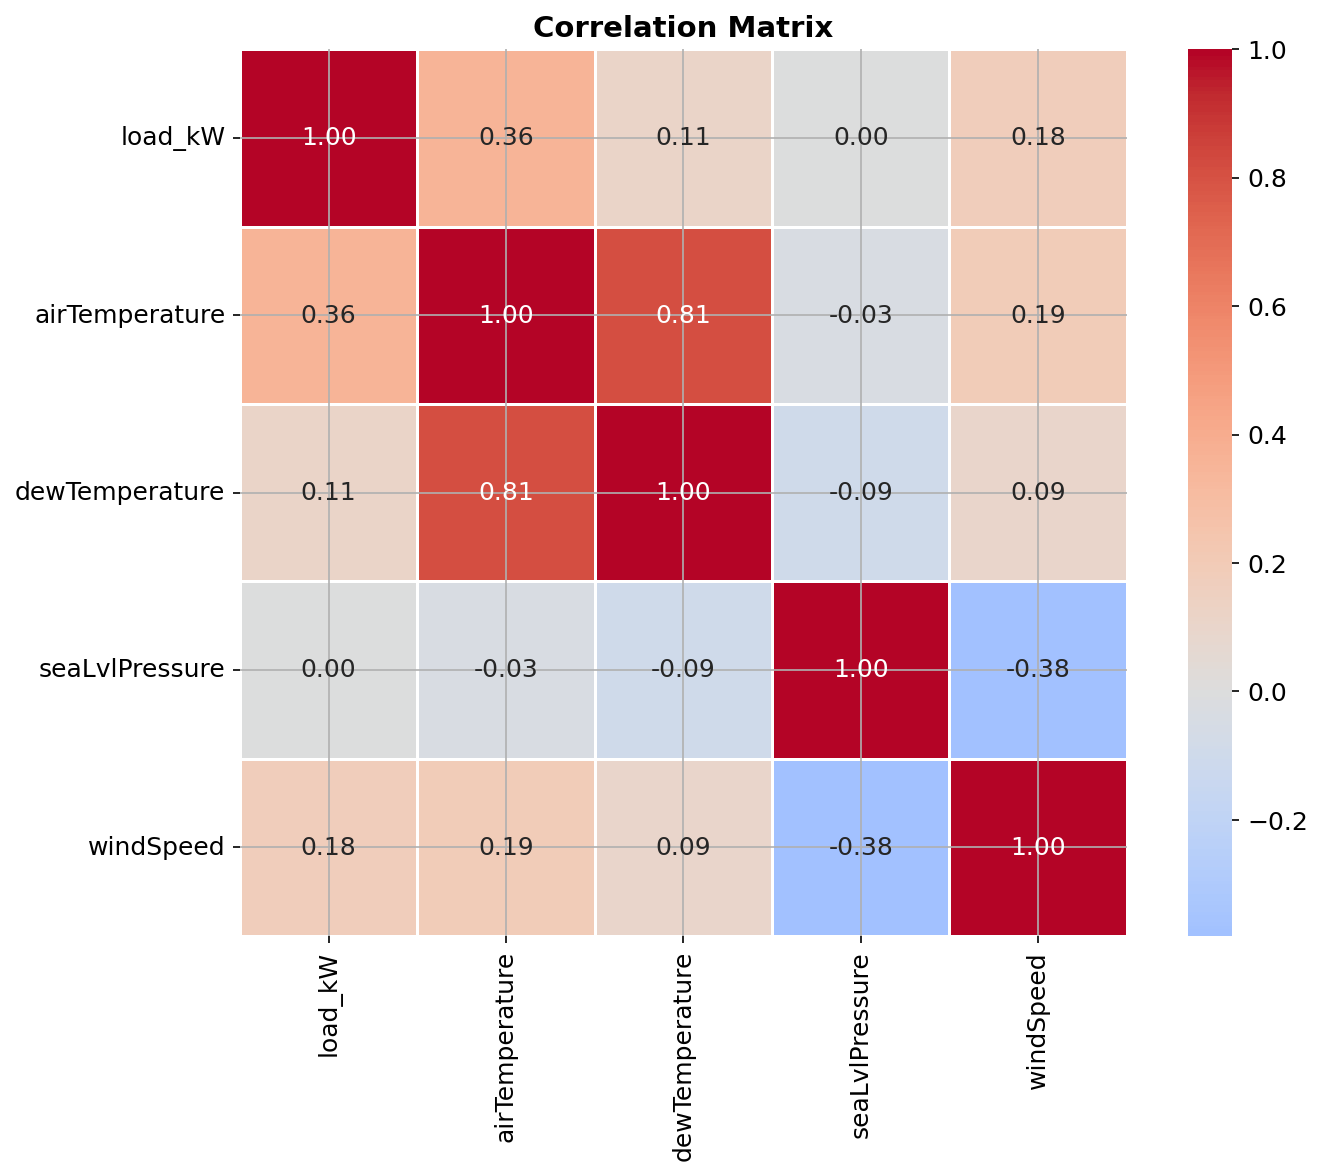 Correlation Matrix
load_kW 1.00 0.36 0.11 0.00 0.18
airTemperature 0.36 1.00 0.81 -0.03 0.19
dewTemperature 0.11 0.81 1.00 -0.09 0.09
seaLvlPressure 0.00 -0.03 -0.09 1.00 -0.38
windSpeed 0.18 0.19 0.09 -0.38 1.00
load_kW airTemperature dewTemperature seaLvlPressure windSpeed
1.0
0.8
0.6
0.4
0.2
0.0
−0.2